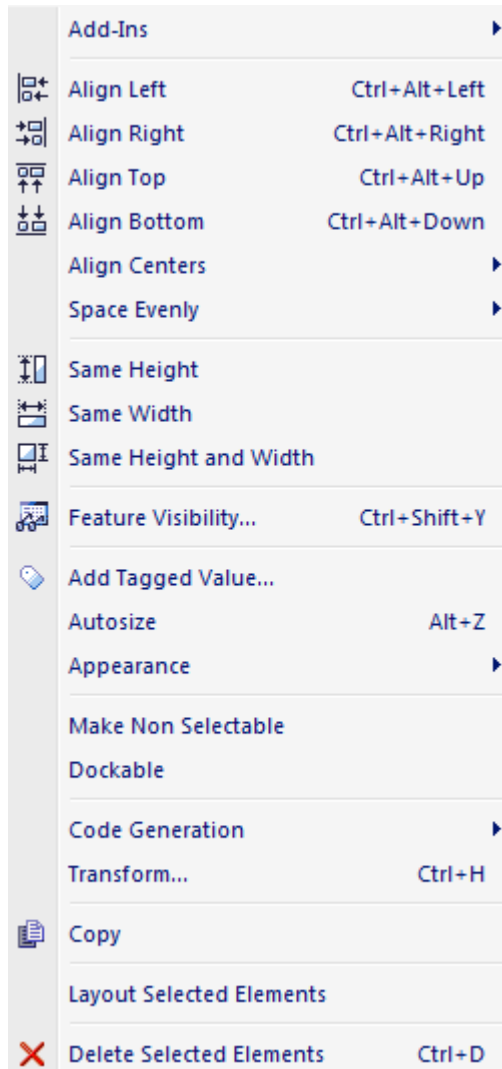 Add-Ins
Align Left Ctrl+Alt+Left
Align Right Ctrl+Alt+Right
Align Top Ctrl+Alt+Up
Align Bottom Ctrl+Alt+Down
Align Centers
Space Evenly
Same Height
Same Width
Same Height and Width
Feature Visibility... Ctrl+Shift+Y
Add Tagged Value...
Autosize Alt+Z
Appearance
Make Non Selectable
Dockable
Code Generation
Transform... Ctrl+H
Copy
Layout Selected Elements
Delete Selected Elements Ctrl+D